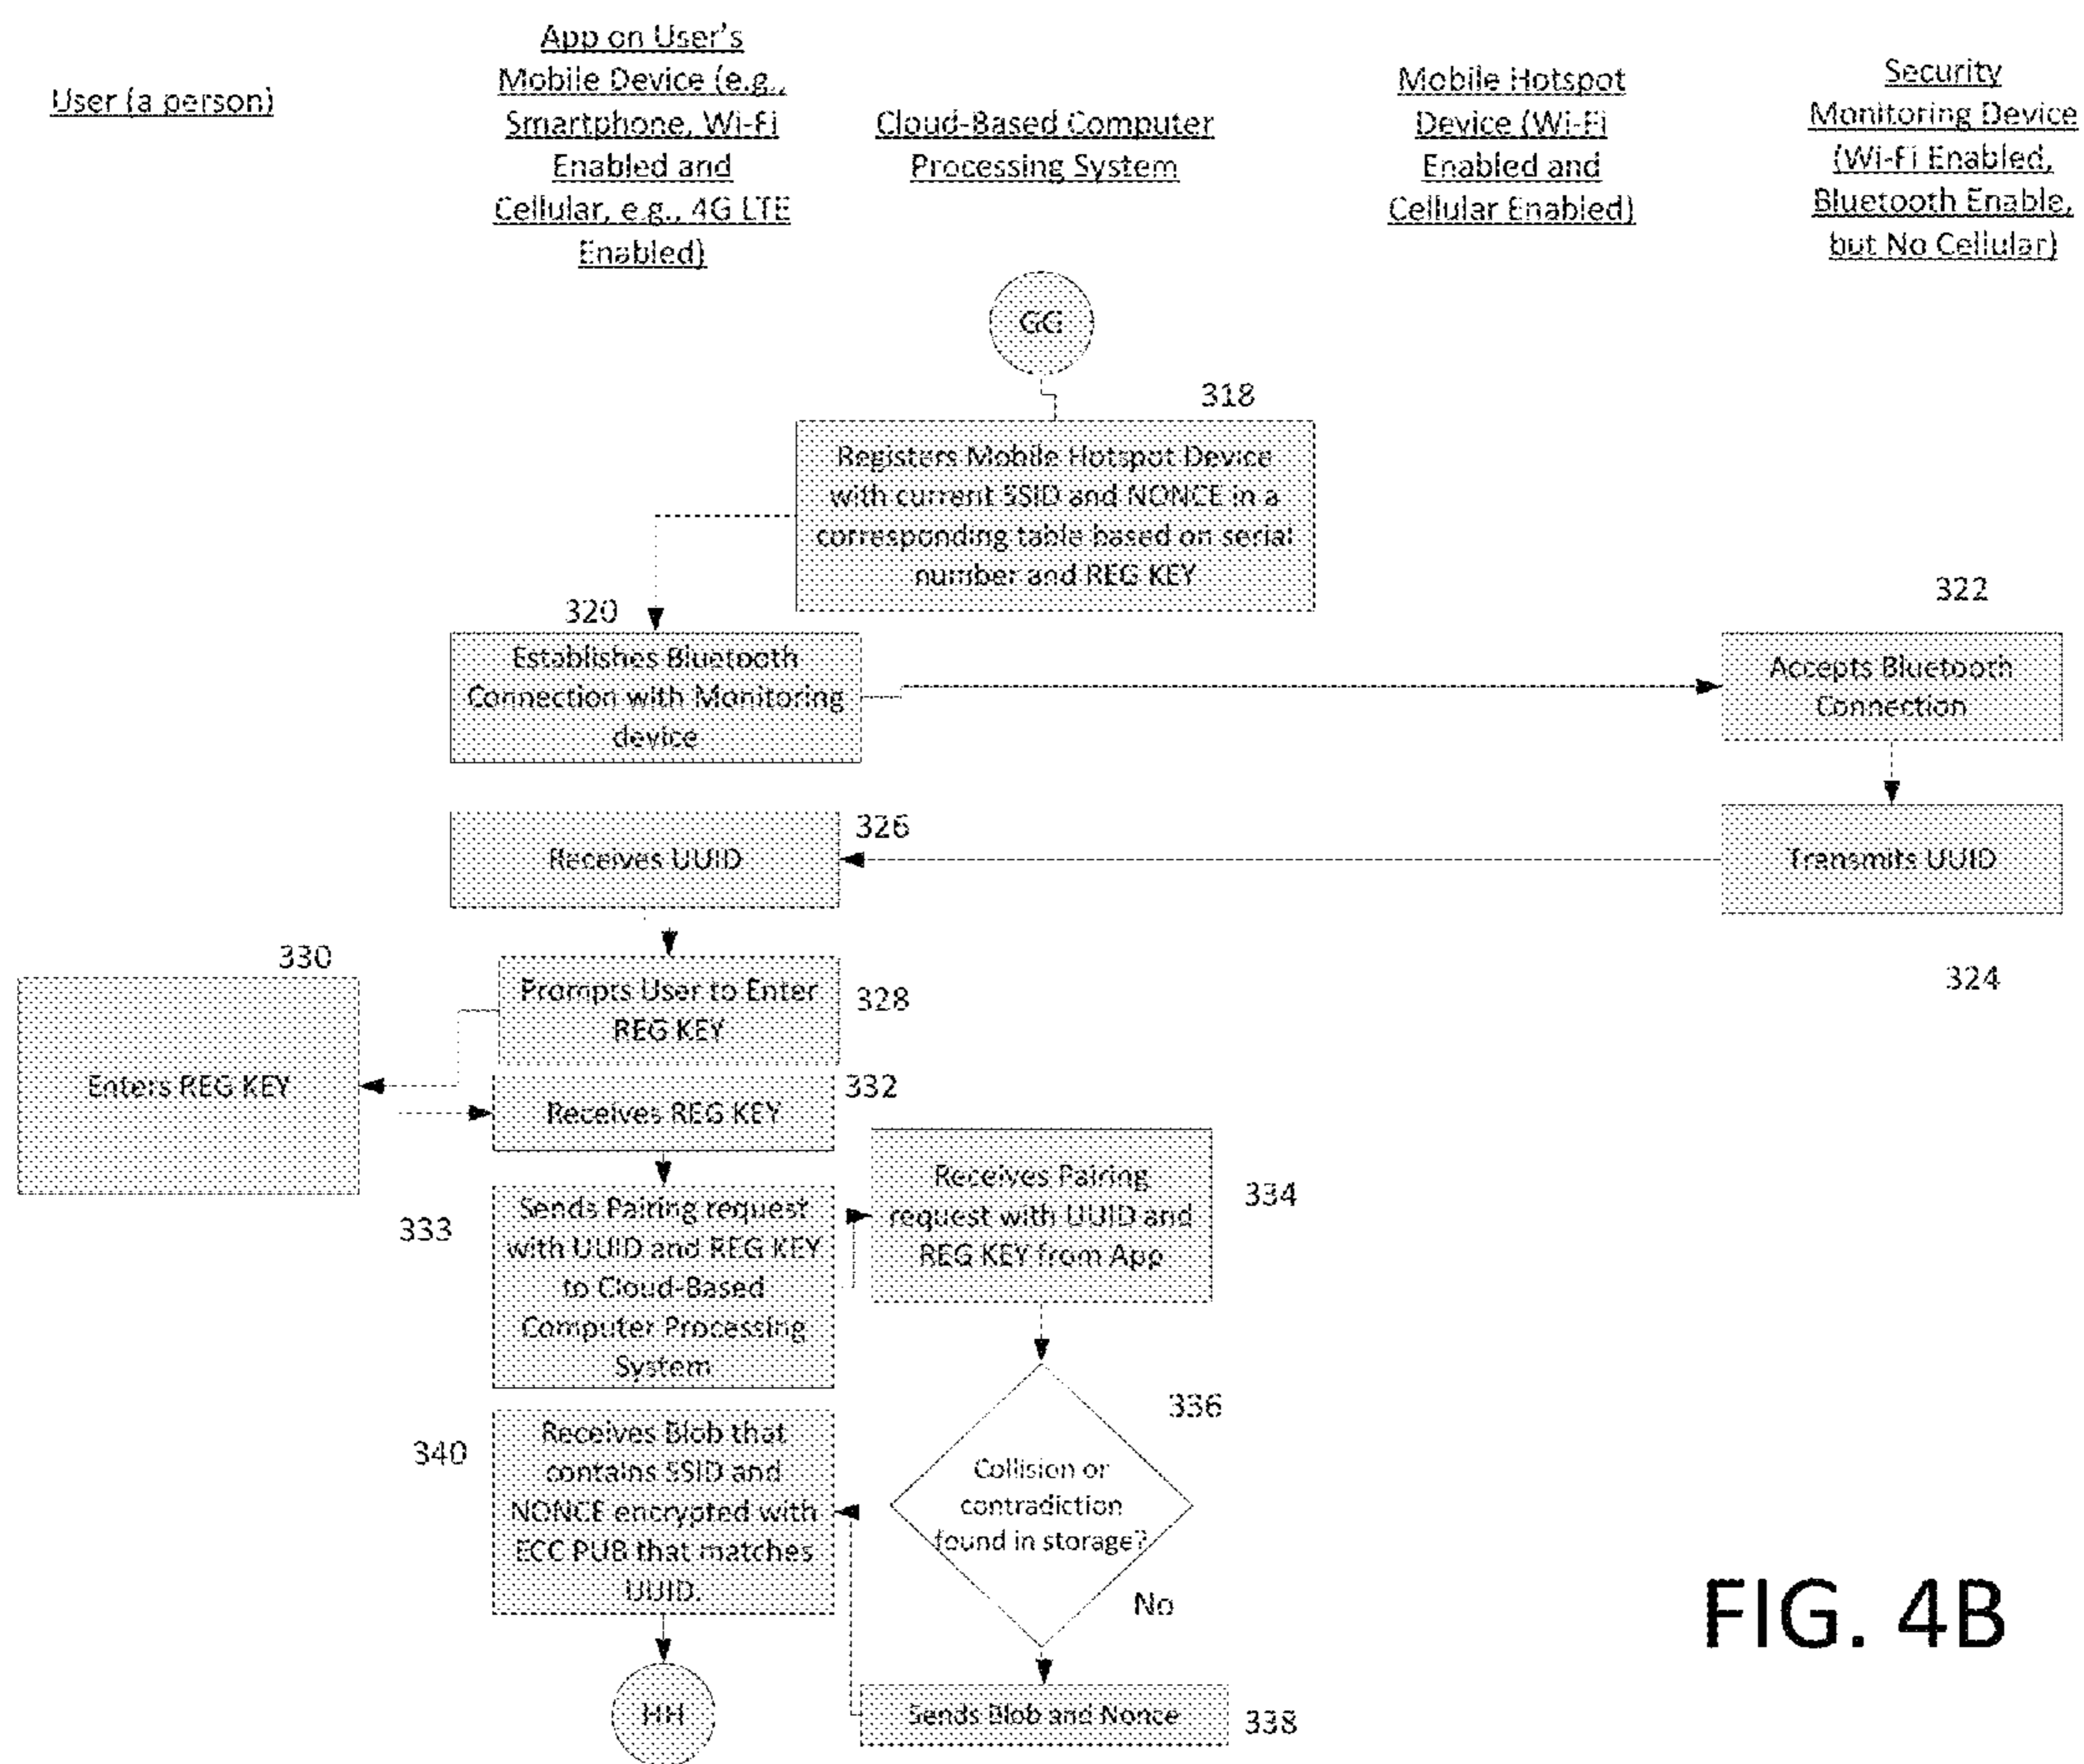 User (a person)
App on User's
Mobile Device (e.g.,
Smartphone, Wi-Fi
Enabled and
Cellular, e.g., 4G LTE
Enabled)
Cloud-Based Computer
Processing System
Mobile Hotspot
Device (Wi-Fi
Enabled and
Cellular Enabled)
Security
Monitoring Device
(Wi-Fi Enabled,
Bluetooth Enable,
but No Cellular)
GG
318
Registers Mobile Hotspot Device
with current SSID and NONCE in a
corresponding table based on serial
number and REG KEY
320
Establishes Bluetooth
Connection with Monitoring
device
322
Accepts Bluetooth
Connection
326
Receives UUID
Transmits UUID
324
330
Enters REG KEY
Prompts User to Enter
REG KEY
328
332
Receives REG KEY
333
Sends Pairing request
with UUID and REG KEY
to Cloud-Based
Computer Processing
System
Receives Pairing
request with UUID and
REG KEY from App
334
336
Collision or
contradiction
found in storage?
No
340
Receives Blob that
contains SSID and
NONCE encrypted with
ECC PUB that matches
UUID.
Sends Blob and Nonce
338
HH
FIG. 4B